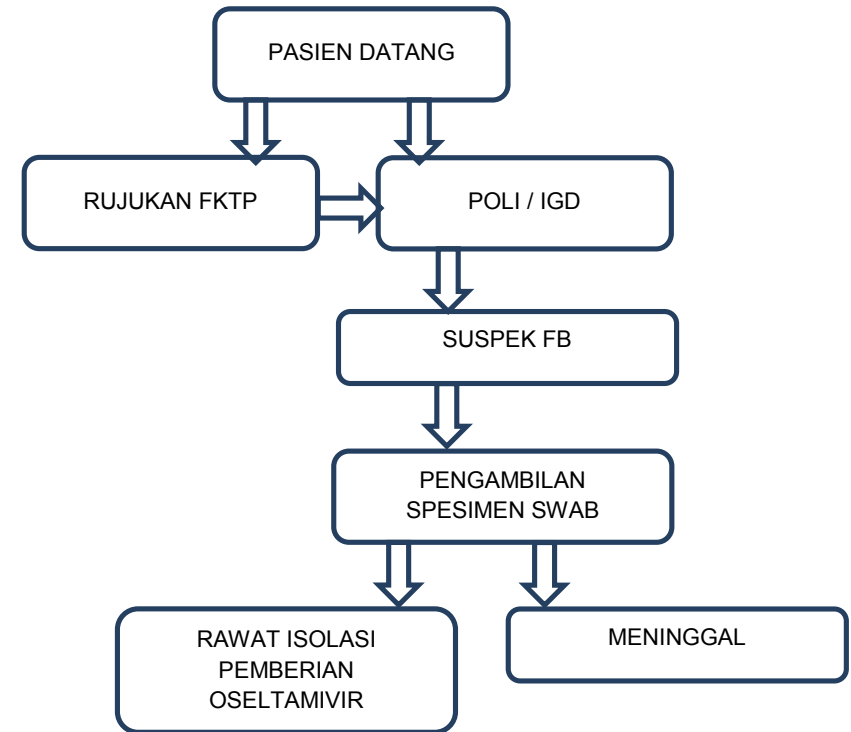 PASIEN DATANG
RUJUKAN FKTP
POLI / IGD
SUSPEK FB
PENGAMBILAN
SPESIMEN SWAB
RAWAT ISOLASI
PEMBERIAN
OSELTAMIVIR
MENINGGAL